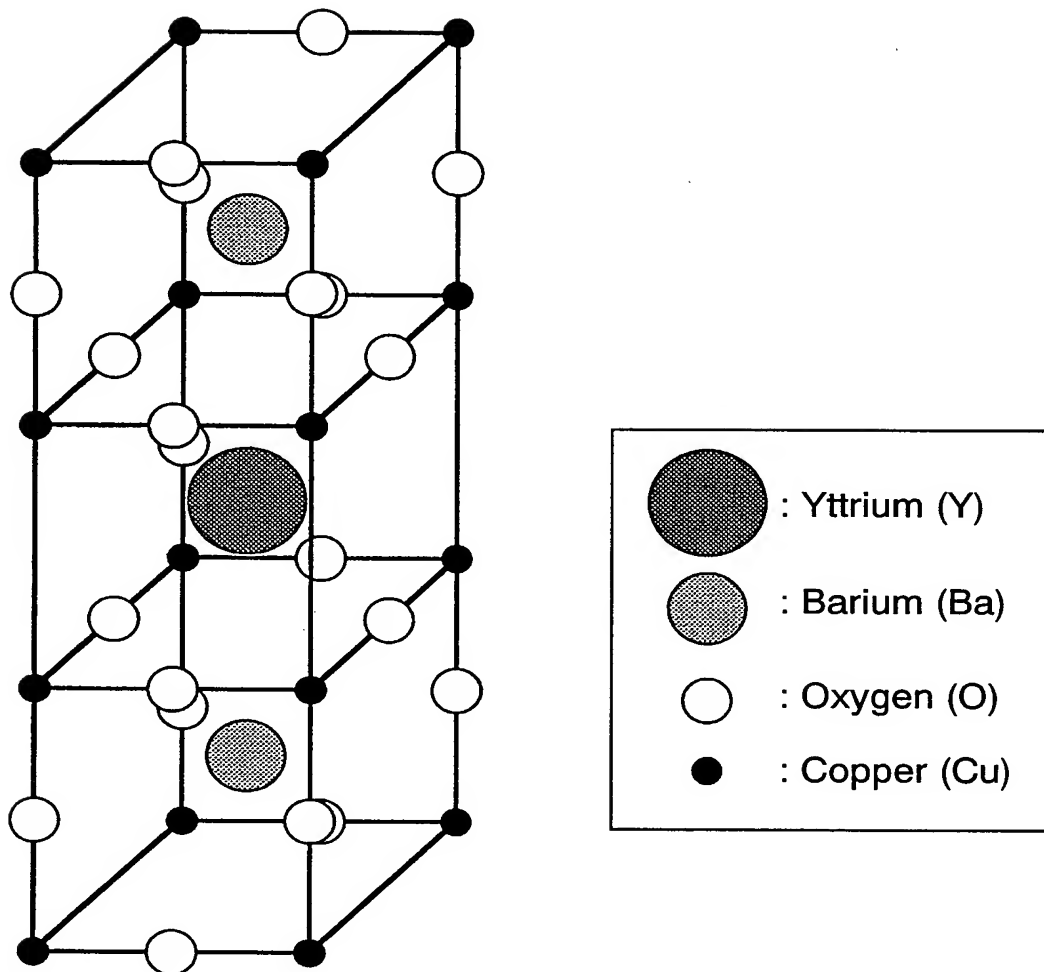 : Yttrium (Y)
: Barium (Ba)
: Oxygen (O)
: Copper (Cu)